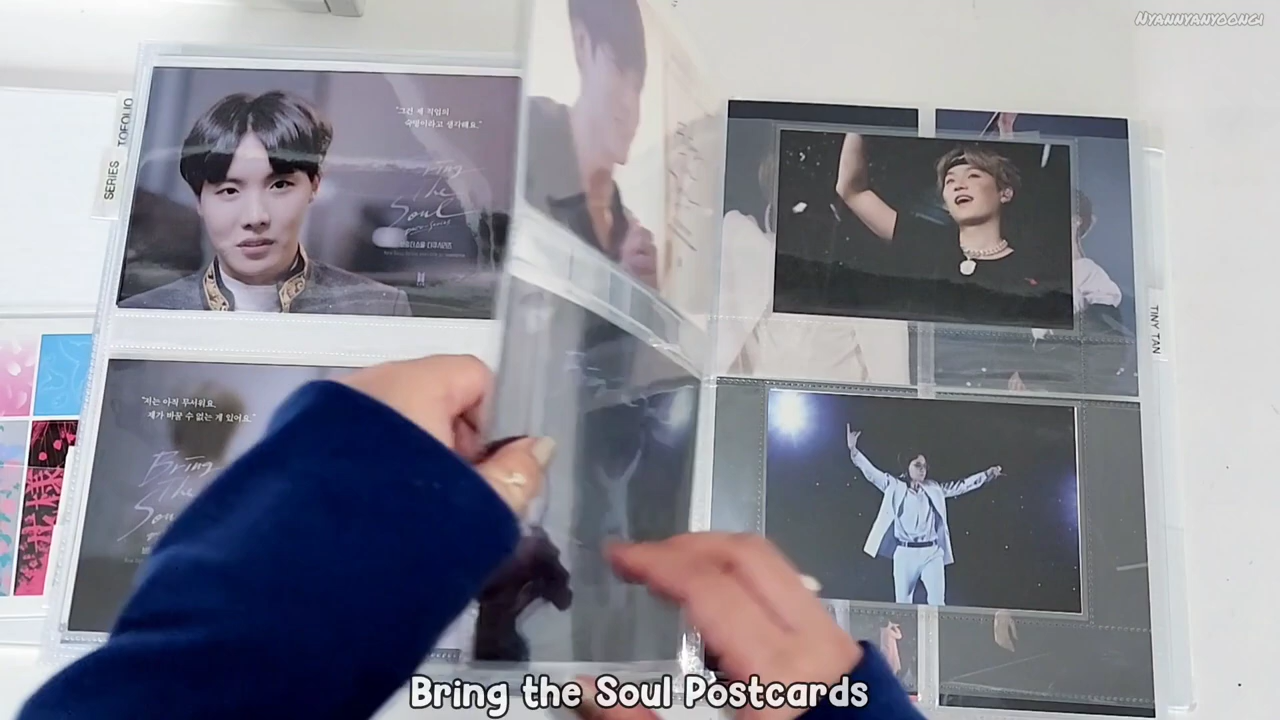 NYANNYANYOONGI
SERIES
TOFOLIO
"그건 제 직업의
숙명이라고 생각해요."
Bring
The
Soul
TINY TAN
"저는 아직 무서워요.
제가 바꿀 수 없는 게 있어요."
Bring
The
Soul
Bring the Soul Postcards